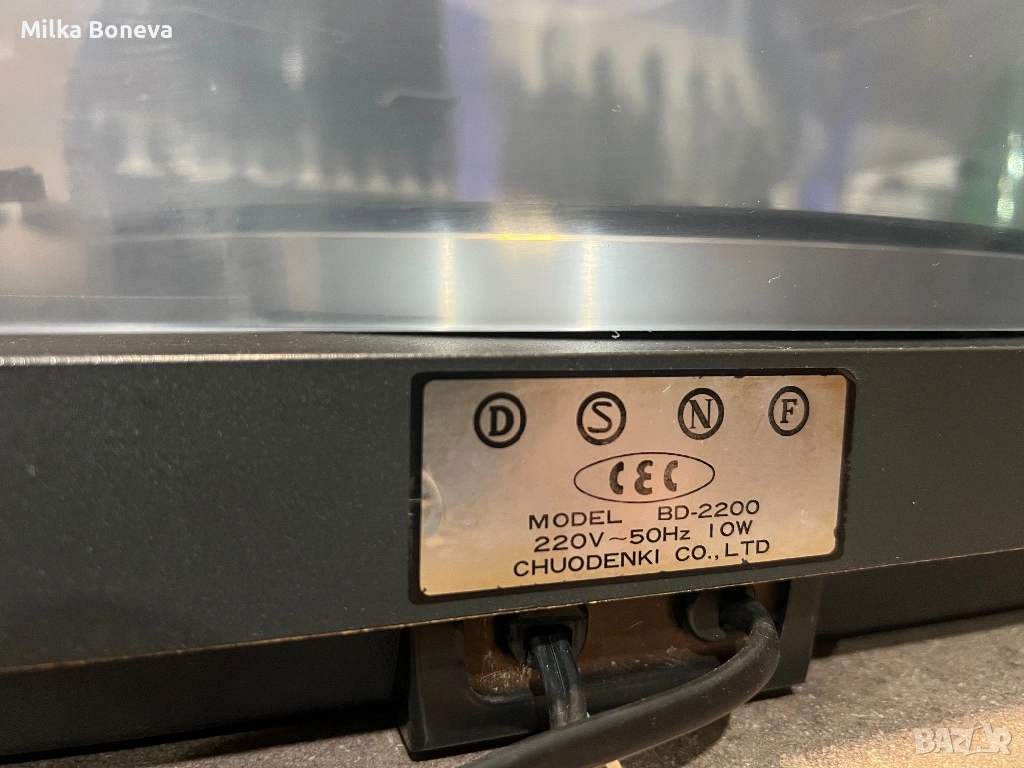 Milka Boneva
D S N F
CEC
MODEL BD-2200
220V~50Hz 10W
CHUODENKI CO., LTD
BAZAR